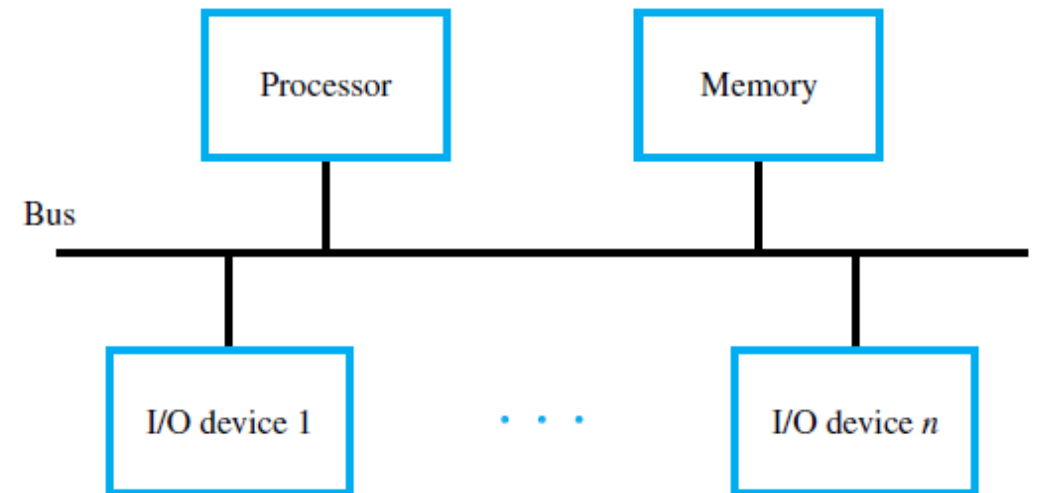 Processor
Memory
Bus
I/O device 1
. . .
I/O device n